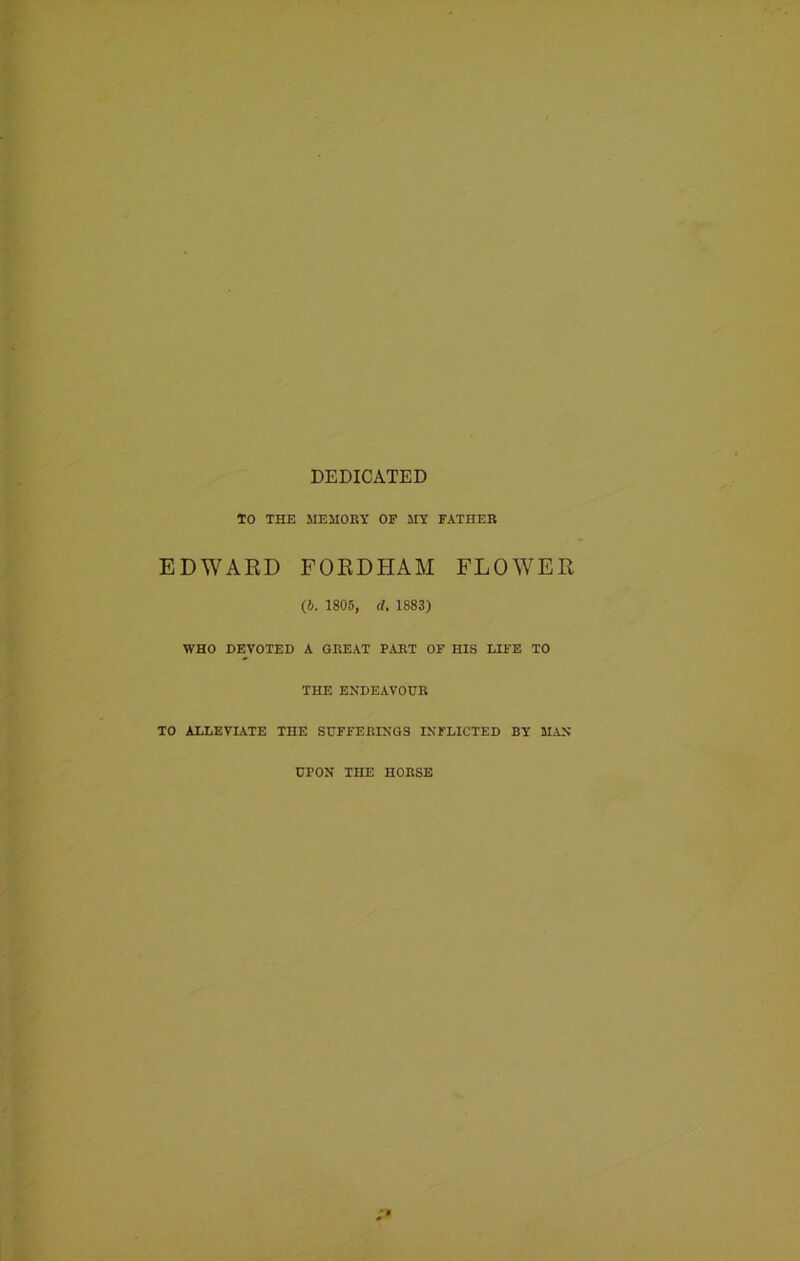 DEDICATED
TO THE MEMORY OF MY FATHER
EDWARD FORDHAM FLOWER
(b. 1805, d. 1883)
WHO DEVOTED A GREAT PART OF HIS LIFE TO
THE ENDEAVOUR
TO ALLEVIATE THE SUFFERINGS INFLICTED BY MAN
UPON THE HORSE